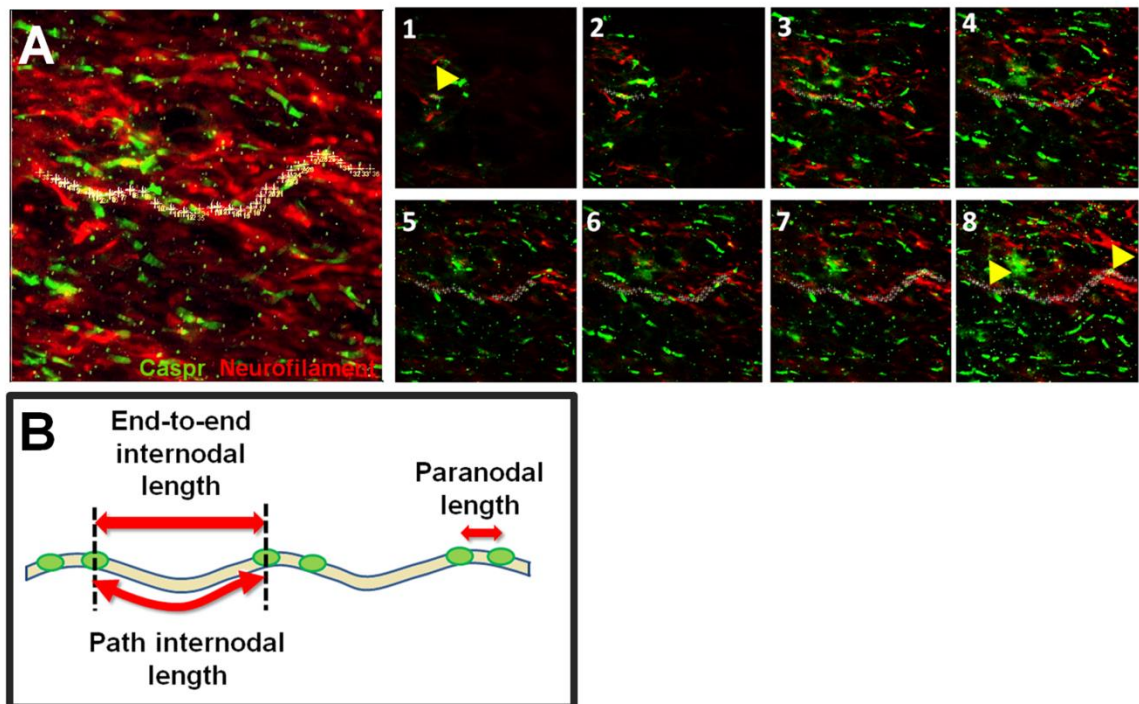 A
Caspr Neurofilament
1
2
3
4
5
6
7
8
B
End-to-end
internodal
length
Paranodal
length
Path internodal
length